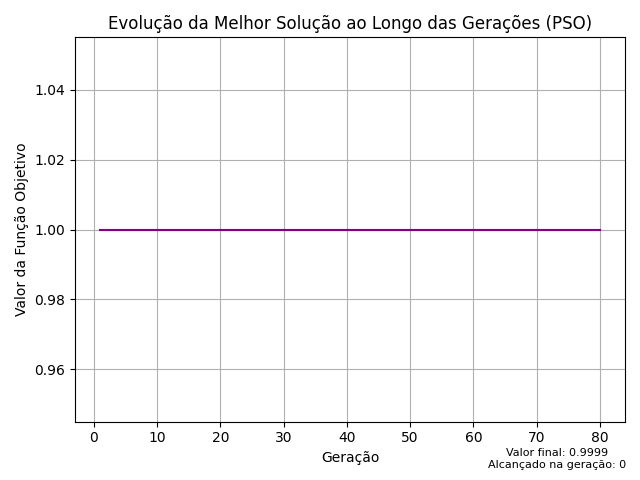 Evolução da Melhor Solução ao Longo das Gerações (PSO)
Valor da Função Objetivo
1.04
1.02
1.00
0.98
0.96
0 10 20 30 40 50 60 70 80
Geração
Valor final: 0.9999
Alcançado na geração: 0